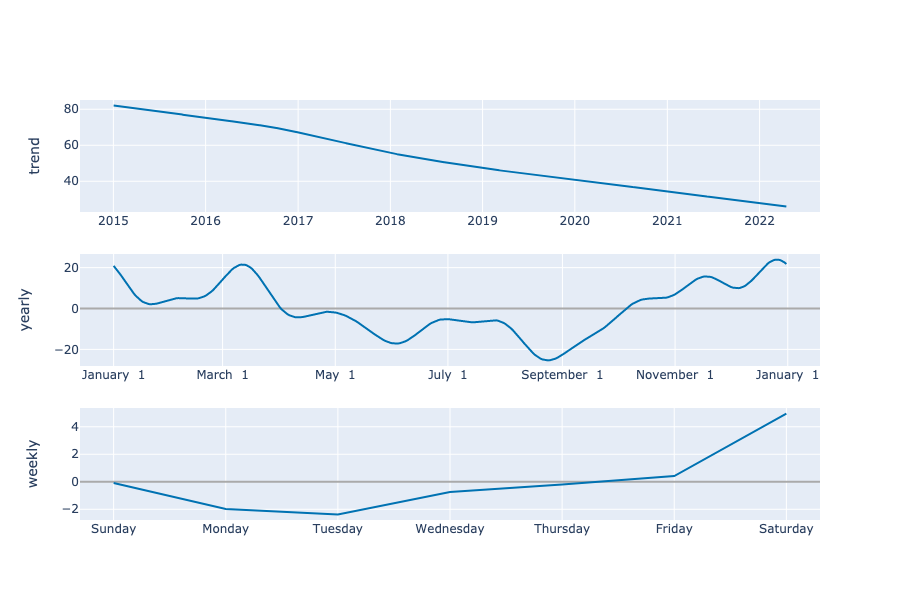 trend
80
60
40
2015 2016 2017 2018 2019 2020 2021 2022
yearly
20
0
−20
January 1 March 1 May 1 July 1 September 1 November 1 January 1
weekly
4
2
0
−2
Sunday Monday Tuesday Wednesday Thursday Friday Saturday